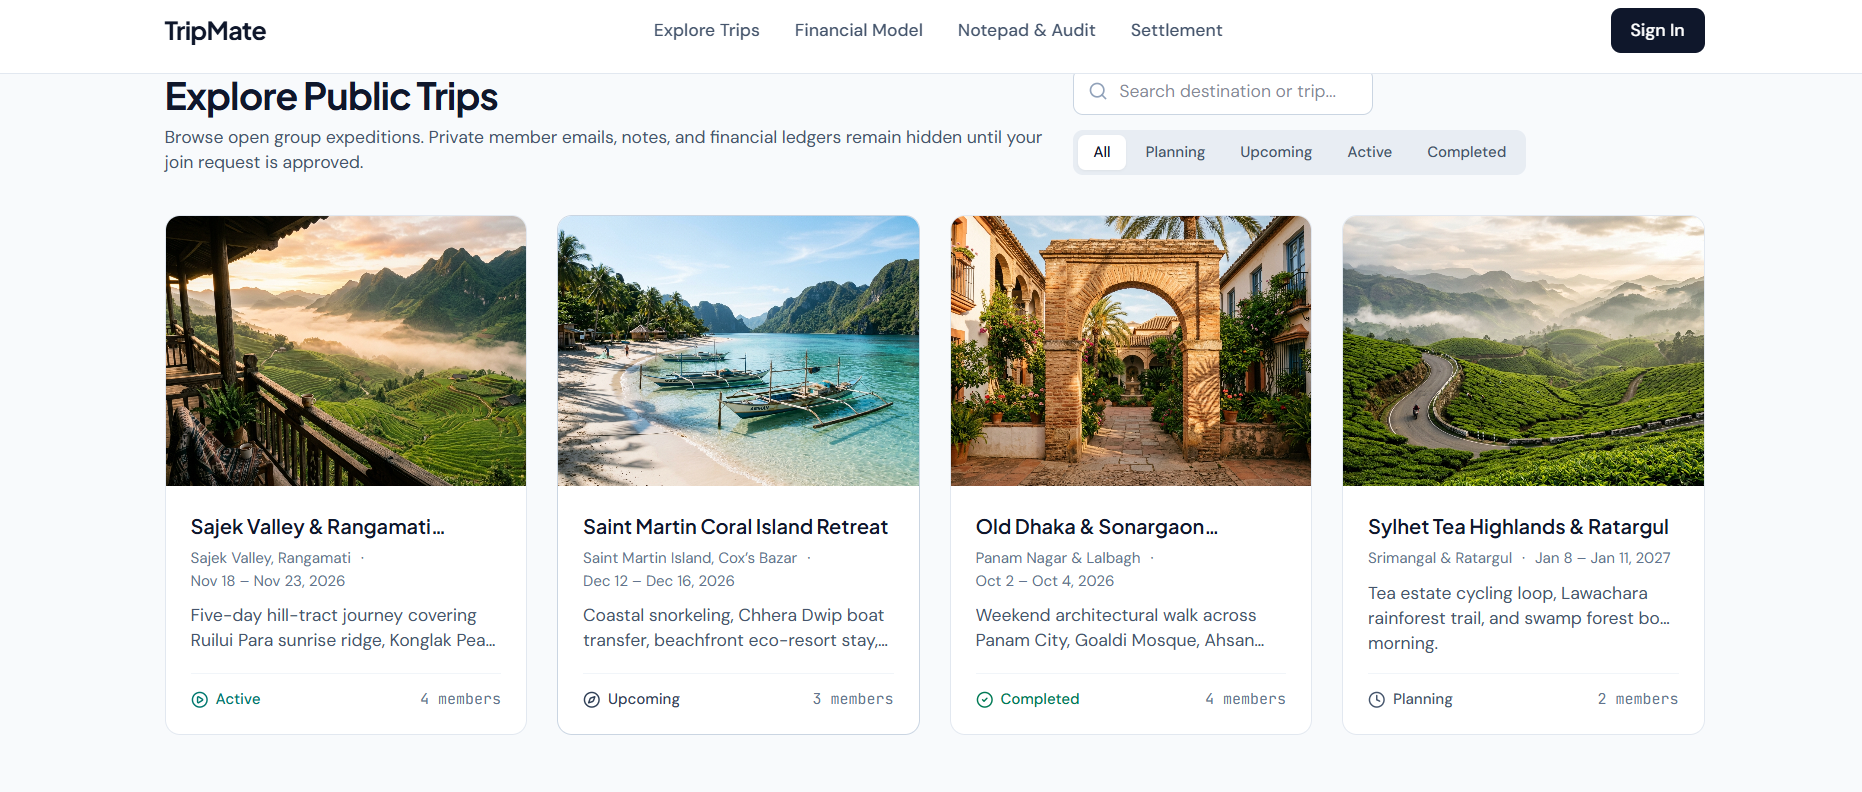 TripMate
Explore Trips
Financial Model
Notepad & Audit
Settlement
Sign In
Explore Public Trips
Browse open group expeditions. Private member emails, notes, and financial ledgers remain hidden until your
join request is approved.
Search destination or trip...
All
Planning
Upcoming
Active
Completed
Sajek Valley & Rangamati...
Sajek Valley, Rangamati ·
Nov 18 – Nov 23, 2026
Five-day hill-tract journey covering
Ruilui Para sunrise ridge, Konglak Pea...
Active
4 members
Saint Martin Coral Island Retreat
Saint Martin Island, Cox’s Bazar ·
Dec 12 – Dec 16, 2026
Coastal snorkeling, Chhera Dwip boat
transfer, beachfront eco-resort stay,...
Upcoming
3 members
Old Dhaka & Sonargaon...
Panam Nagar & Lalbagh ·
Oct 2 – Oct 4, 2026
Weekend architectural walk across
Panam City, Goaldi Mosque, Ahsan...
Completed
4 members
Sylhet Tea Highlands & Ratargul
Srimangal & Ratargul · Jan 8 – Jan 11, 2027
Tea estate cycling loop, Lawachara
rainforest trail, and swamp forest bo...
morning.
Planning
2 members